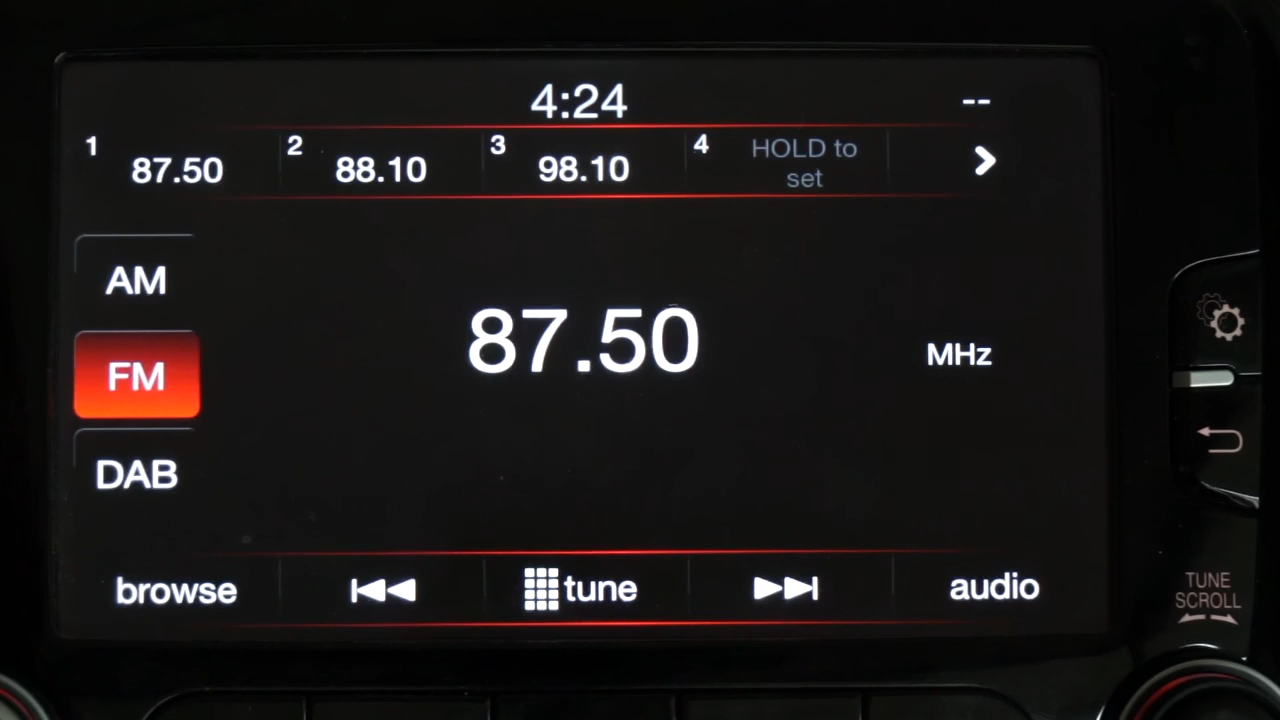 4:24
--
1
87.50
2
88.10
3
98.10
4
HOLD to
set
AM
FM
DAB
87.50
MHz
browse
tune
audio
TUNE
SCROLL